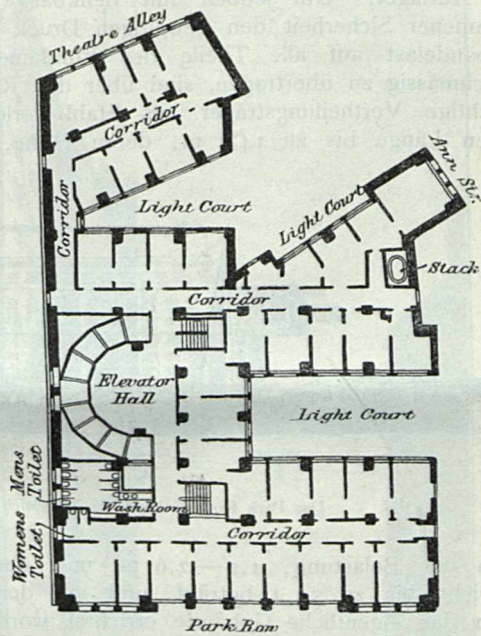 Theatre Alley
Corridor
Corridor
Light Court
Light Court
Ann Str.
Stack
Corridor
Elevator
Hall
Light Court
Mens
Toilet
Wash Room
Womens
Toilet
Corridor
Park Row